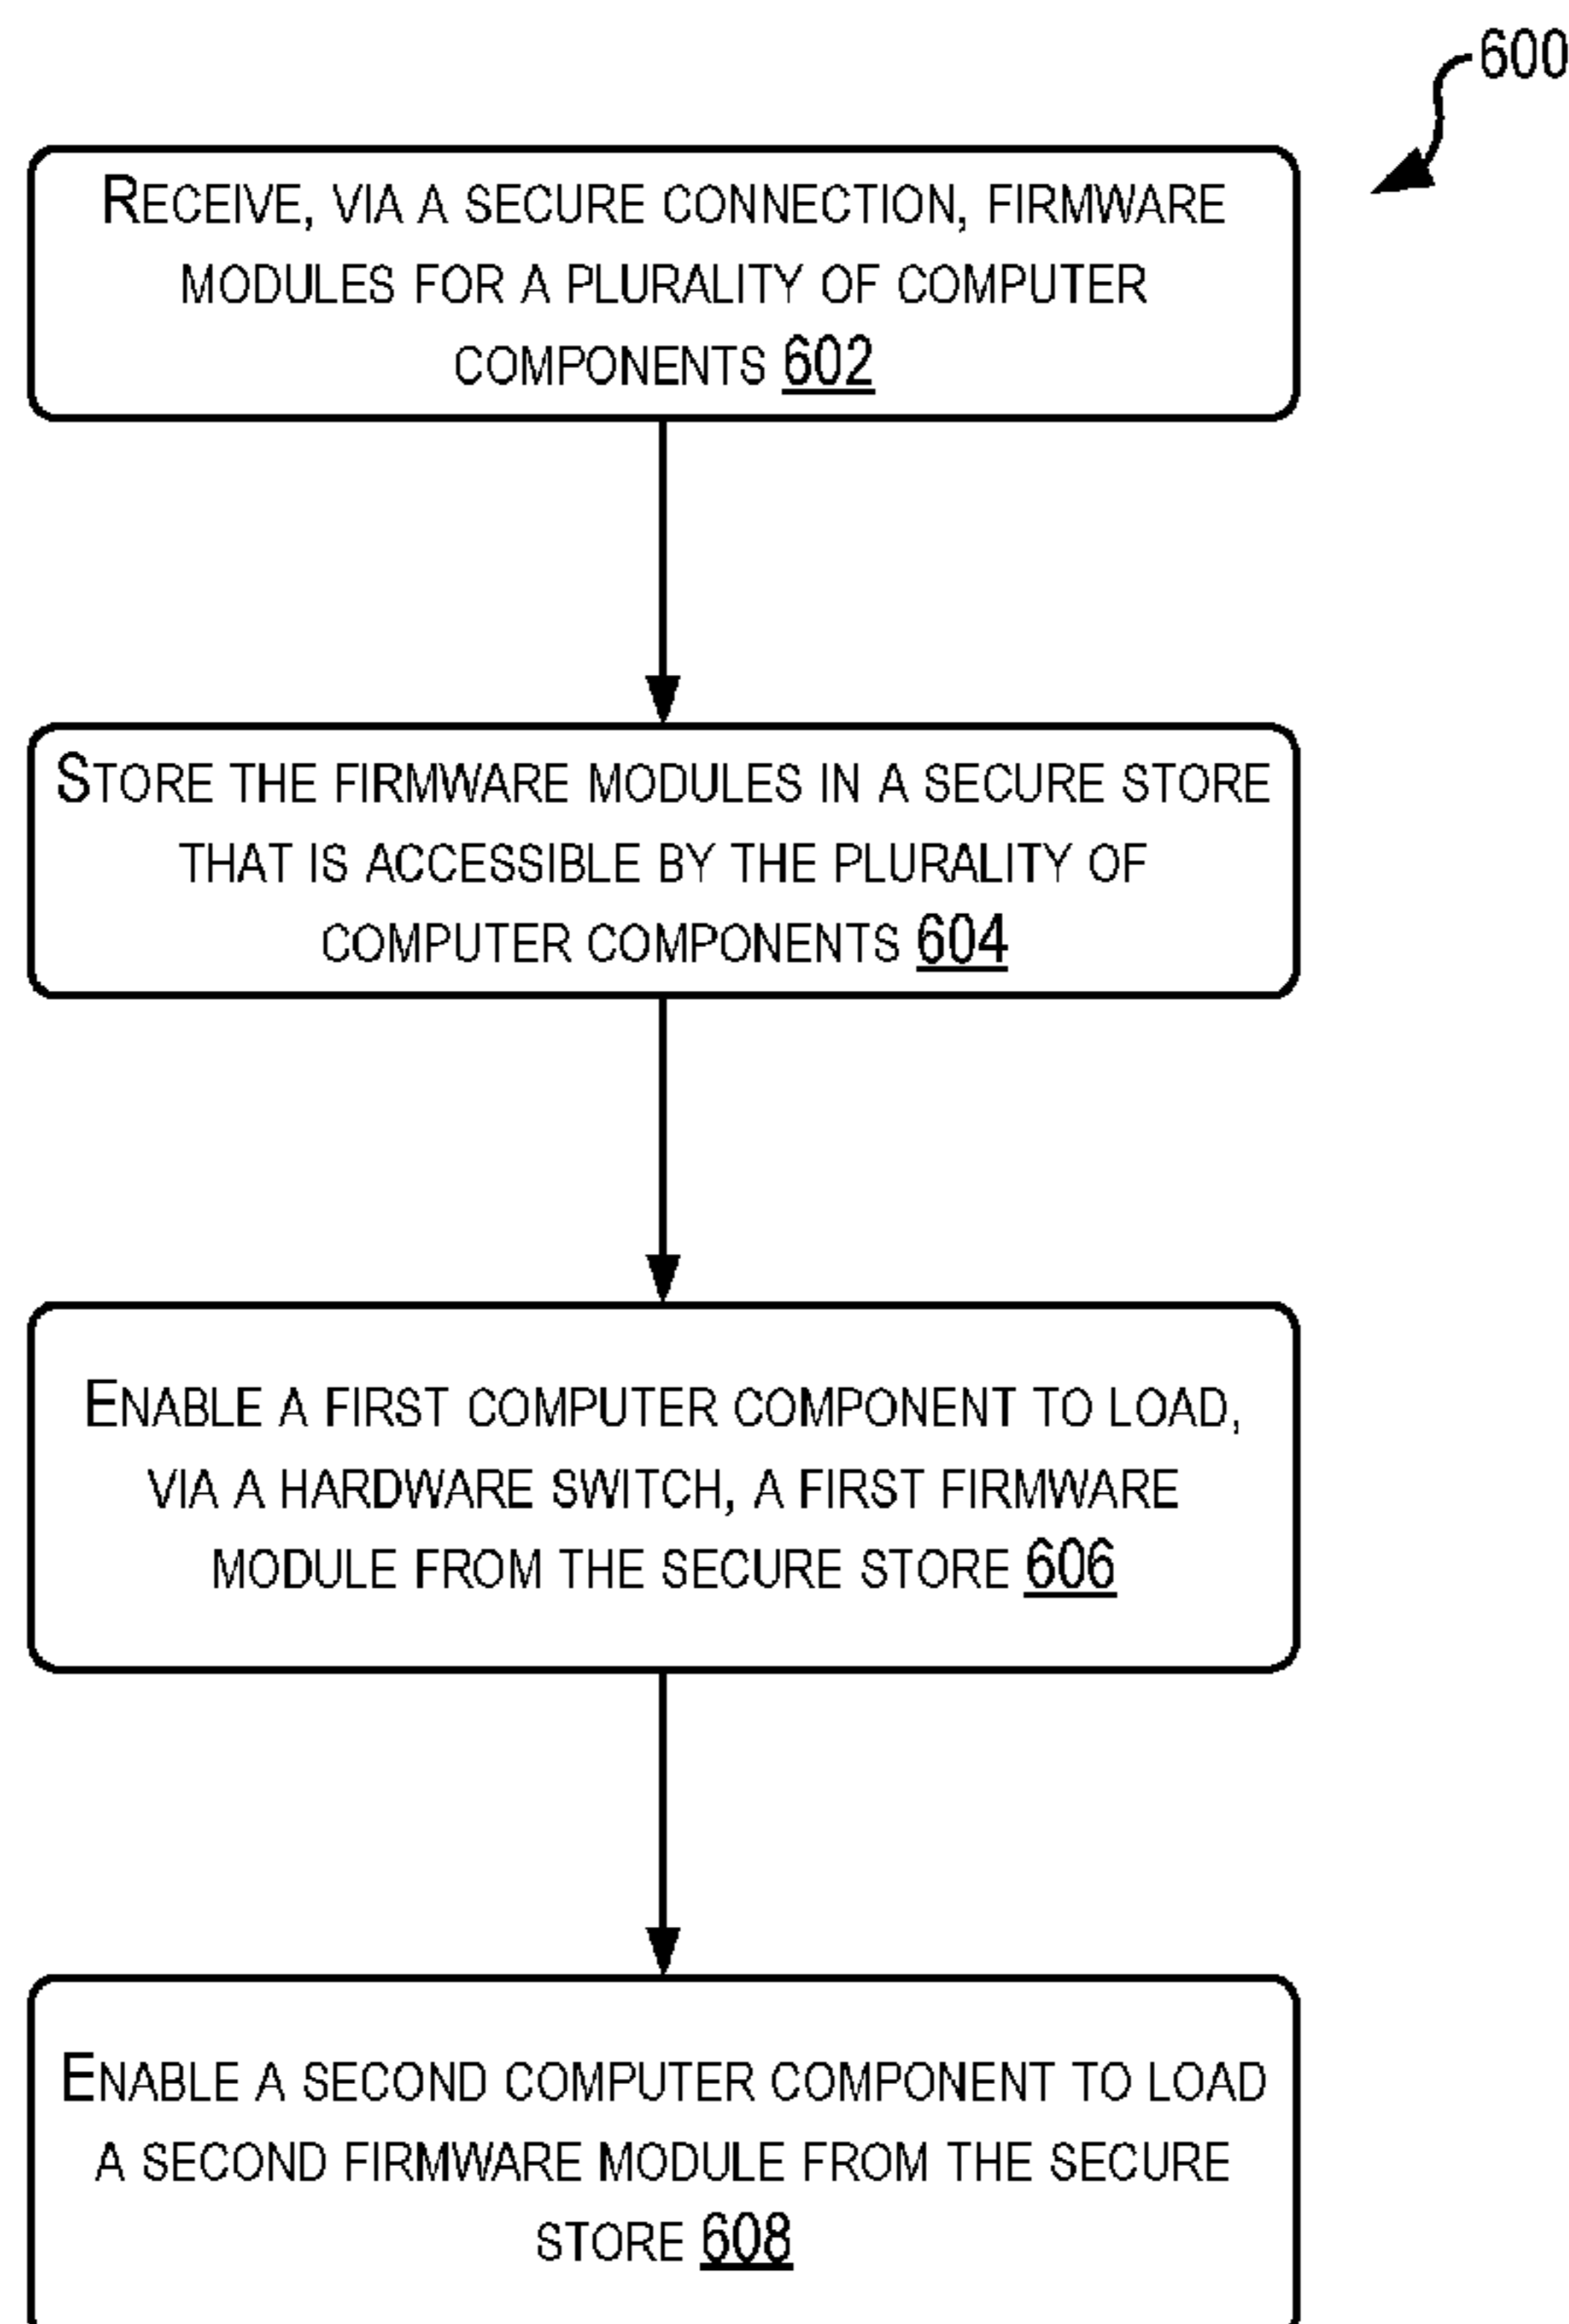 600
RECEIVE, VIA A SECURE CONNECTION, FIRMWARE
MODULES FOR A PLURALITY OF COMPUTER
COMPONENTS 602
STORE THE FIRMWARE MODULES IN A SECURE STORE
THAT IS ACCESSIBLE BY THE PLURALITY OF
COMPUTER COMPONENTS 604
ENABLE A FIRST COMPUTER COMPONENT TO LOAD,
VIA A HARDWARE SWITCH, A FIRST FIRMWARE
MODULE FROM THE SECURE STORE 606
ENABLE A SECOND COMPUTER COMPONENT TO LOAD
A SECOND FIRMWARE MODULE FROM THE SECURE
STORE 608